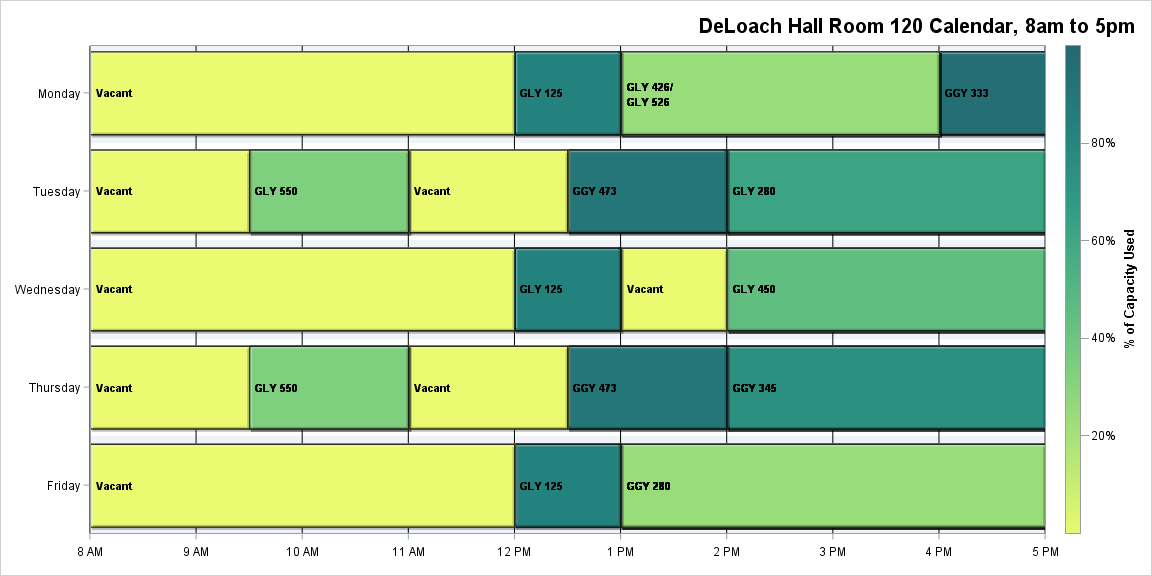 DeLoach Hall Room 120 Calendar, 8am to 5pm
Monday
Vacant
GLY 125
GLY 426/
GLY 526
GGY 333
Tuesday
Vacant
GLY 550
Vacant
GGY 473
GLY 280
Wednesday
Vacant
GLY 125
Vacant
GLY 450
Thursday
Vacant
GLY 550
Vacant
GGY 473
GGY 345
Friday
Vacant
GLY 125
GGY 280
8 AM
9 AM
10 AM
11 AM
12 PM
1 PM
2 PM
3 PM
4 PM
5 PM
80%
60%
40%
20%
% of Capacity Used